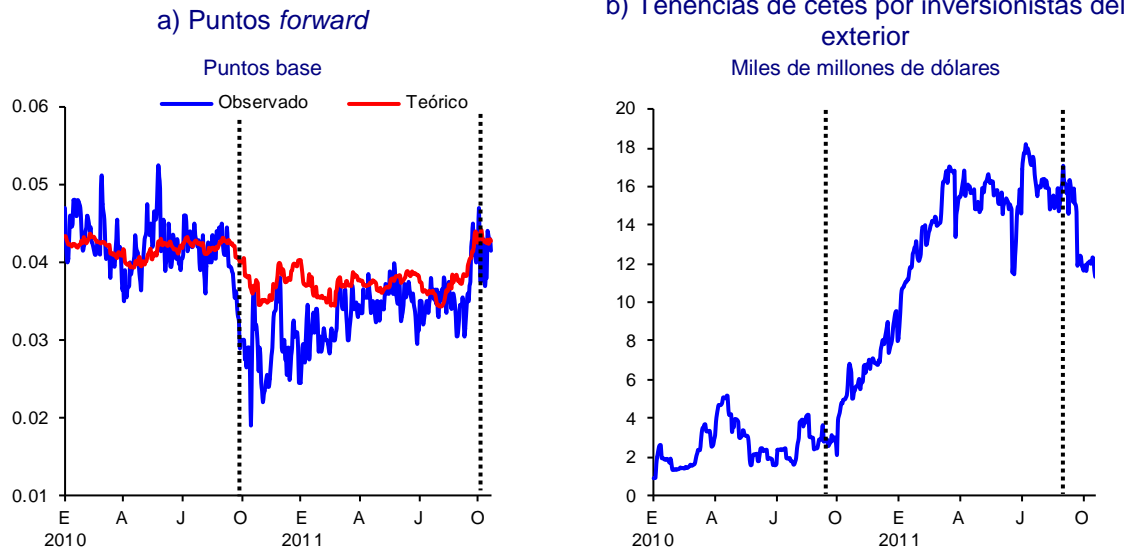 a) Puntos forward
Puntos base
Observado
Teórico
0.06
0.05
0.04
0.03
0.02
0.01
E A J O E A J O
2010 2011
b) Tenencias de cetes por inversionistas del
exterior
Miles de millones de dólares
20
18
16
14
12
10
8
6
4
2
0
E A J O E A J O
2010 2011